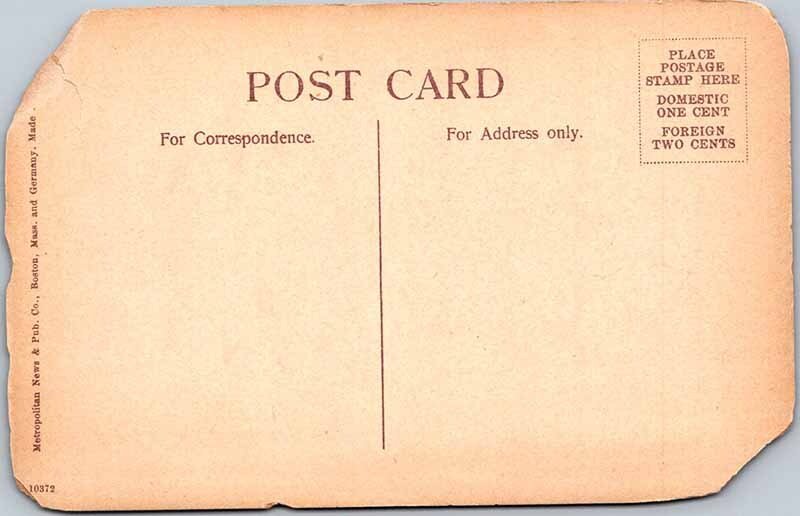 POST CARD
For Correspondence.
For Address only.
PLACE
POSTAGE
STAMP HERE
DOMESTIC
ONE CENT
FOREIGN
TWO CENTS
Metropolitan News & Pub. Co., Boston, Mass. and Germany. Made
10372